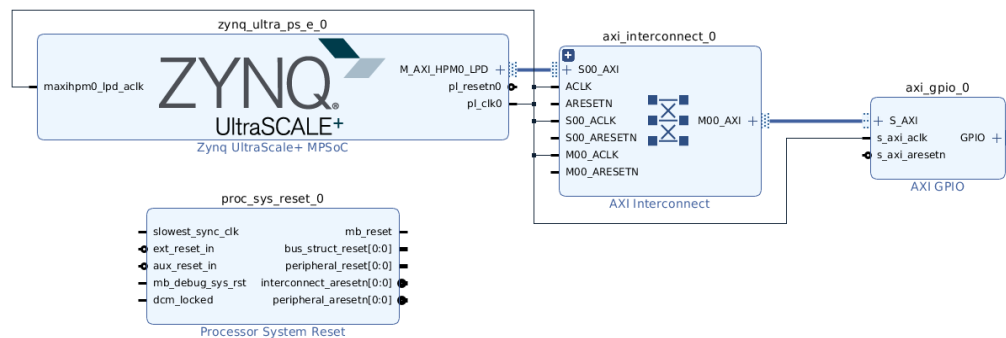 zynq_ultra_ps_e_0
maxihpm0_lpd_aclk
ZYNQ®
UltraSCALE+
M_AXI_HPM0_LPD
pl_resetn0
pl_clk0
Zynq UltraScale+ MPSoC
axi_interconnect_0
S00_AXI
ACLK
ARESETN
S00_ACLK
S00_ARESETN
M00_ACLK
M00_ARESETN
M00_AXI
AXI Interconnect
axi_gpio_0
S_AXI
s_axi_aclk
s_axi_aresetn
GPIO
AXI GPIO
proc_sys_reset_0
slowest_sync_clk
ext_reset_in
aux_reset_in
mb_debug_sys_rst
dcm_locked
mb_reset
bus_struct_reset[0:0]
peripheral_reset[0:0]
interconnect_aresetn[0:0]
peripheral_aresetn[0:0]
Processor System Reset